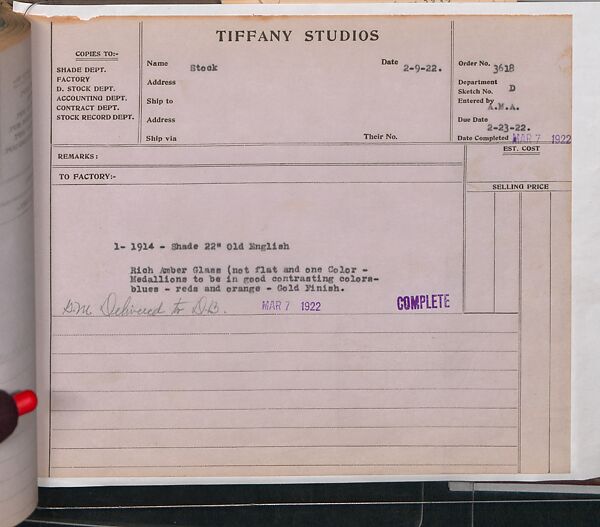 TIFFANY STUDIOS
COPIES TO:-
SHADE DEPT.
FACTORY
D. STOCK DEPT.
ACCOUNTING DEPT.
CONTRACT DEPT.
STOCK RECORD DEPT.
Name Stock Date 2-9-22.
Address
Ship to
Address
Ship via Their No.
Order No. 3618
Department
Sketch No. D
Entered by A.M.A.
Due Date 2-23-22.
Date Completed MAR 7 1922
REMARKS:
EST. COST
TO FACTORY:-
SELLING PRICE
1- 1914 - Shade 22" Old English
Rich Amber Glass (not flat and one Color -
Medallions to be in good contrasting colors-
blues - reds and orange - Gold Finish.
Delivered to D.B. MAR 7 1922 COMPLETE